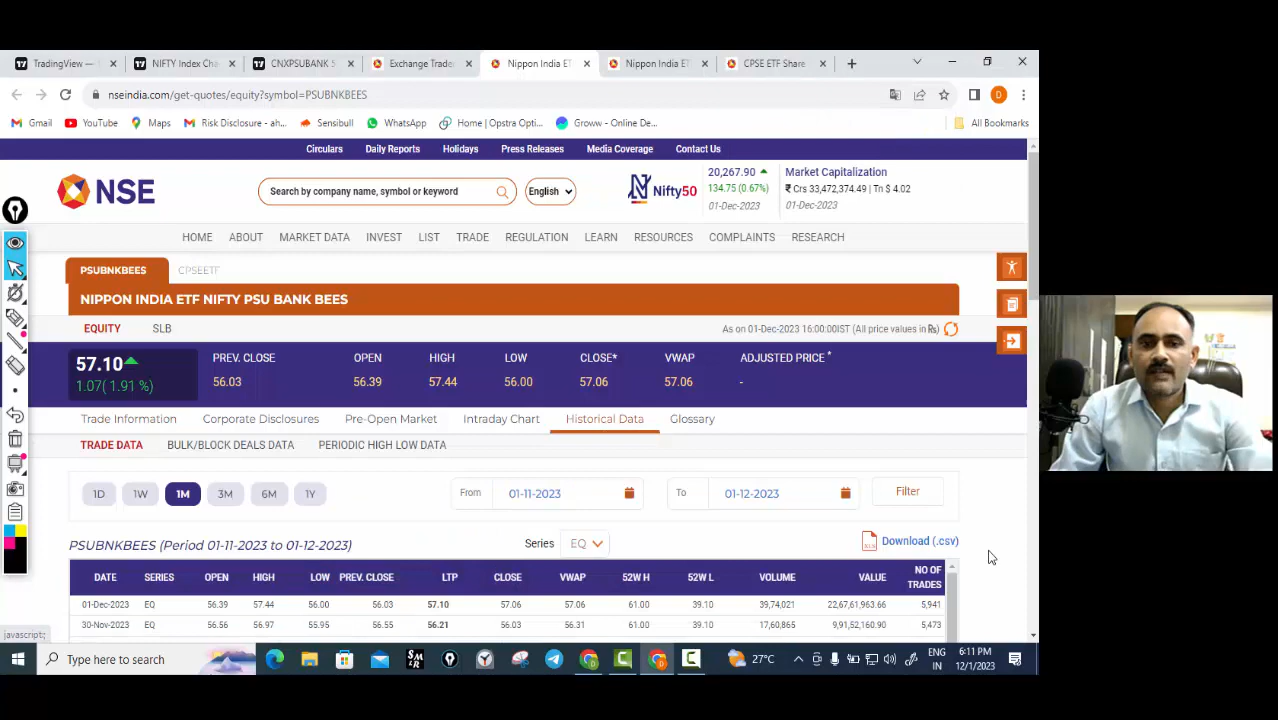 TradingView —
NIFTY Index Cha
CNXPSUBANK S
Exchange Trade
Nippon India ET
Nippon India ET
CPSE ETF Share
nseindia.com/get-quotes/equity?symbol=PSUBNKBEES
Gmail YouTube Maps Risk Disclosure - ah... Sensibull WhatsApp Home | Opstra Opti... Groww - Online De... All Bookmarks
Circulars Daily Reports Holidays Press Releases Media Coverage Contact Us
NSE
Search by company name, symbol or keyword
English
Nifty50
20,267.90
134.75 (0.67%)
01-Dec-2023
Market Capitalization
₹ Crs 33,472,374.49 | Tn $ 4.02
01-Dec-2023
HOME ABOUT MARKET DATA INVEST LIST TRADE REGULATION LEARN RESOURCES COMPLAINTS RESEARCH
PSUBNKBEES CPSEETF
NIPPON INDIA ETF NIFTY PSU BANK BEES
EQUITY SLB As on 01-Dec-2023 16:00:00IST (All price values in ₨)
57.10
1.07( 1.91 %)
PREV. CLOSE OPEN HIGH LOW CLOSE* VWAP ADJUSTED PRICE *
56.03 56.39 57.44 56.00 57.06 57.06 -
Trade Information Corporate Disclosures Pre-Open Market Intraday Chart Historical Data Glossary
TRADE DATA BULK/BLOCK DEALS DATA PERIODIC HIGH LOW DATA
1D 1W 1M 3M 6M 1Y From 01-11-2023 To 01-12-2023 Filter
PSUBNKBEES (Period 01-11-2023 to 01-12-2023) Series EQ Download (.csv)
DATE SERIES OPEN HIGH LOW PREV. CLOSE LTP CLOSE VWAP 52W H 52W L VOLUME VALUE NO OF TRADES
01-Dec-2023 EQ 56.39 57.44 56.00 56.03 57.10 57.06 57.06 61.00 39.10 39,74,021 22,67,61,963.66 5,941
30-Nov-2023 EQ 56.56 56.97 55.95 56.55 56.21 56.03 56.31 61.00 39.10 17,60,865 9,91,52,160.90 5,473
javascript:;
Type here to search
27°C
ENG
IN
6:11 PM
12/1/2023